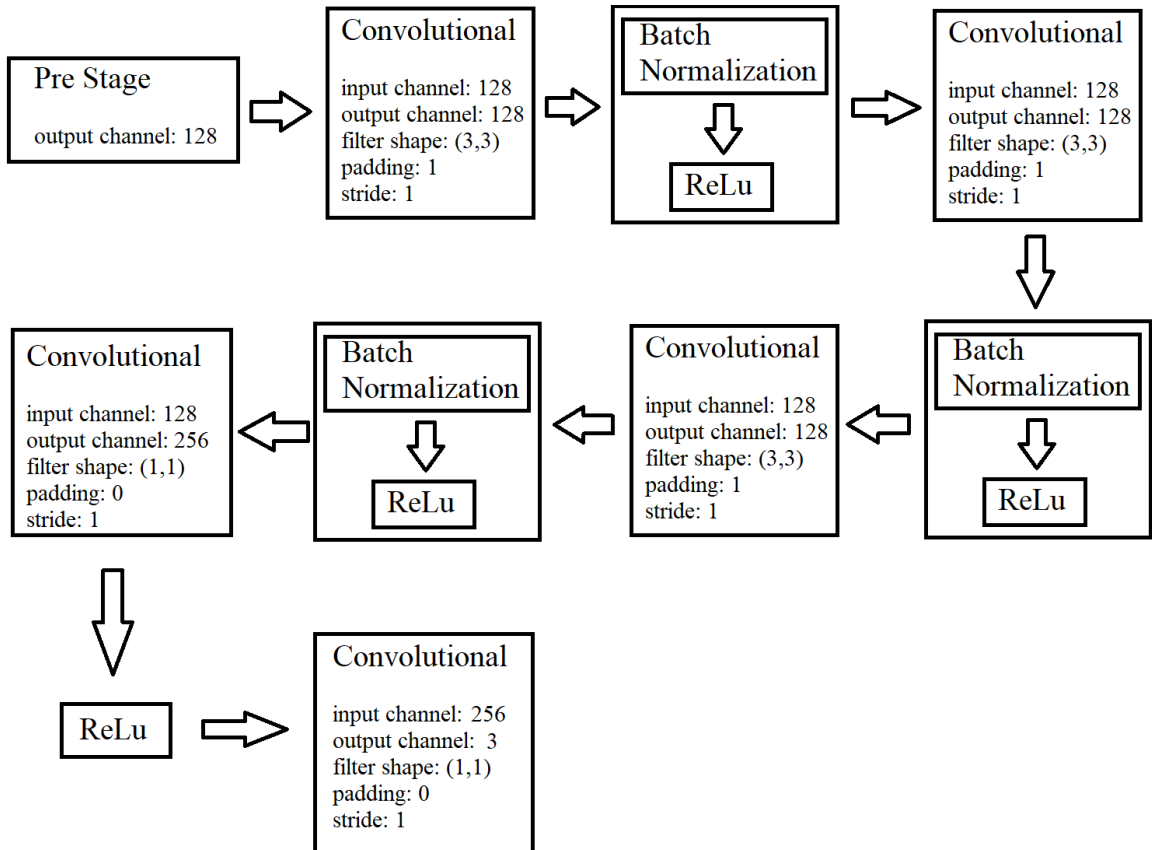 Pre Stage
output channel: 128
Convolutional
input channel: 128
output channel: 128
filter shape: (3,3)
padding: 1
stride: 1
Batch
Normalization
ReLu
Convolutional
input channel: 128
output channel: 128
filter shape: (3,3)
padding: 1
stride: 1
Batch
Normalization
ReLu
Convolutional
input channel: 128
output channel: 128
filter shape: (3,3)
padding: 1
stride: 1
Batch
Normalization
ReLu
Convolutional
input channel: 128
output channel: 256
filter shape: (1,1)
padding: 0
stride: 1
ReLu
Convolutional
input channel: 256
output channel: 3
filter shape: (1,1)
padding: 0
stride: 1